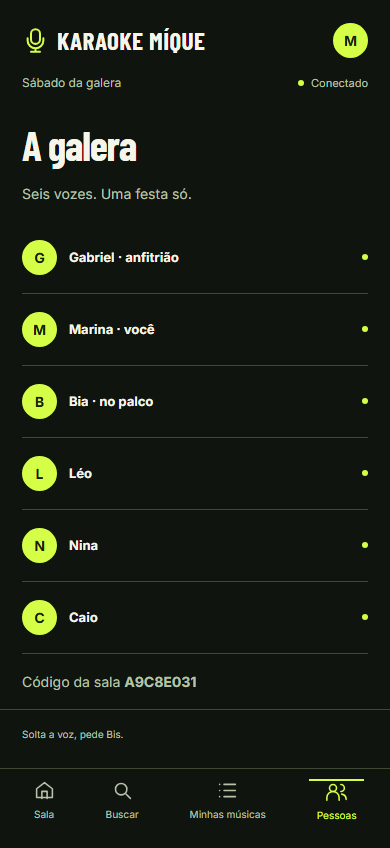 KARAOKE MÍQUE
M
Sábado da galera
Conectado
A galera
Seis vozes. Uma festa só.
G
Gabriel · anfitrião
M
Marina · você
B
Bia · no palco
L
Léo
N
Nina
C
Caio
Código da sala A9C8E031
Solta a voz, pede Bis.
Sala
Buscar
Minhas músicas
Pessoas